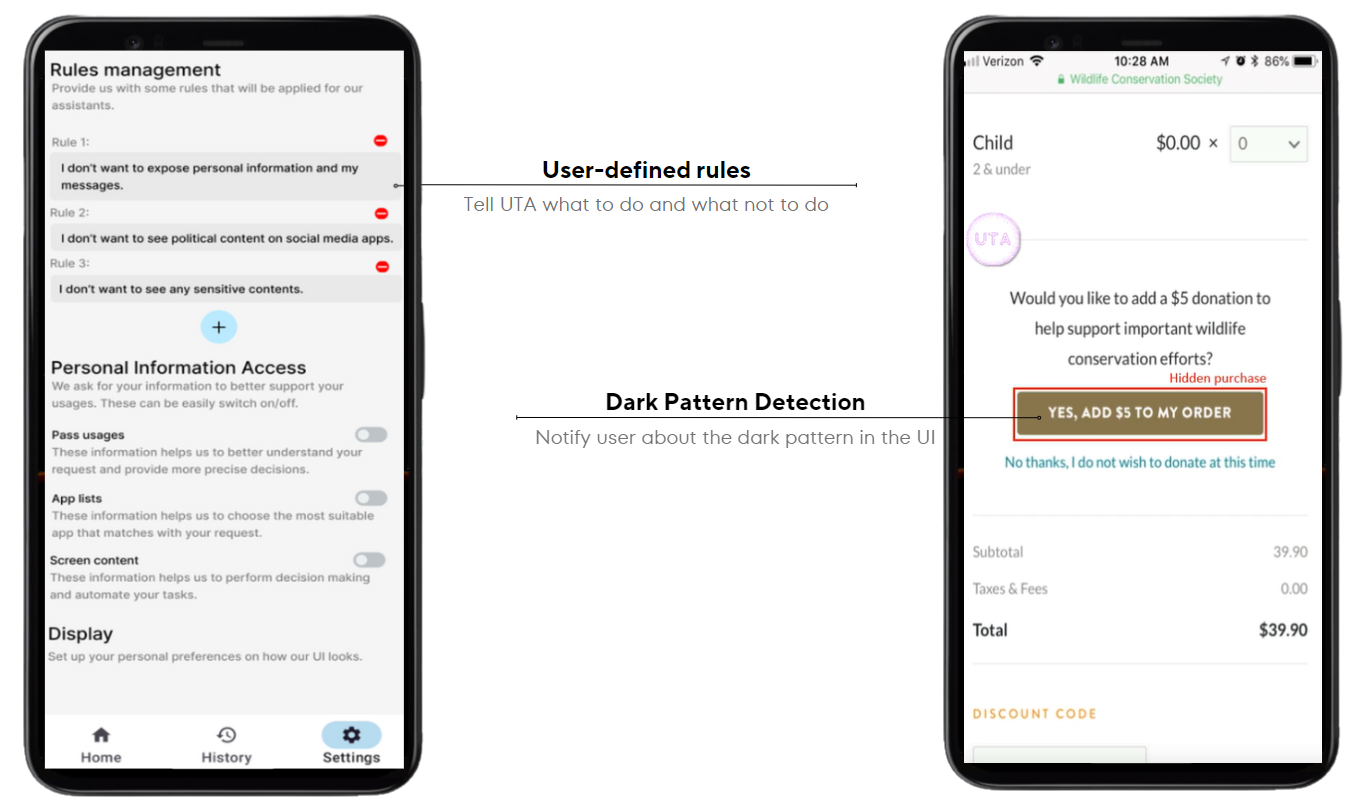 Rules management
Provide us with some rules that will be applied for our
assistants.
Rule 1:
I don't want to expose personal information and my
messages.
Rule 2:
I don't want to see political content on social media apps.
Rule 3:
I don't want to see any sensitive contents.
+
Personal Information Access
We ask for your information to better support your
usages. These can be easily switch on/off.
Pass usages
These information helps us to better understand your
request and provide more precise decisions.
App lists
These information helps us to choose the most suitable
app that matches with your request.
Screen content
These information helps us to perform decision making
and automate your tasks.
Display
Set up your personal preferences on how our UI looks.
Home
History
Settings
User-defined rules
Tell UTA what to do and what not to do
Dark Pattern Detection
Notify user about the dark pattern in the UI
Verizon 10:28 AM 86%
Wildlife Conservation Society
Child $0.00 × 0
2 & under
UTA
Would you like to add a $5 donation to
help support important wildlife
conservation efforts?
Hidden purchase
YES, ADD $5 TO MY ORDER
No thanks, I do not wish to donate at this time
Subtotal 39.90
Taxes & Fees 0.00
Total $39.90
DISCOUNT CODE